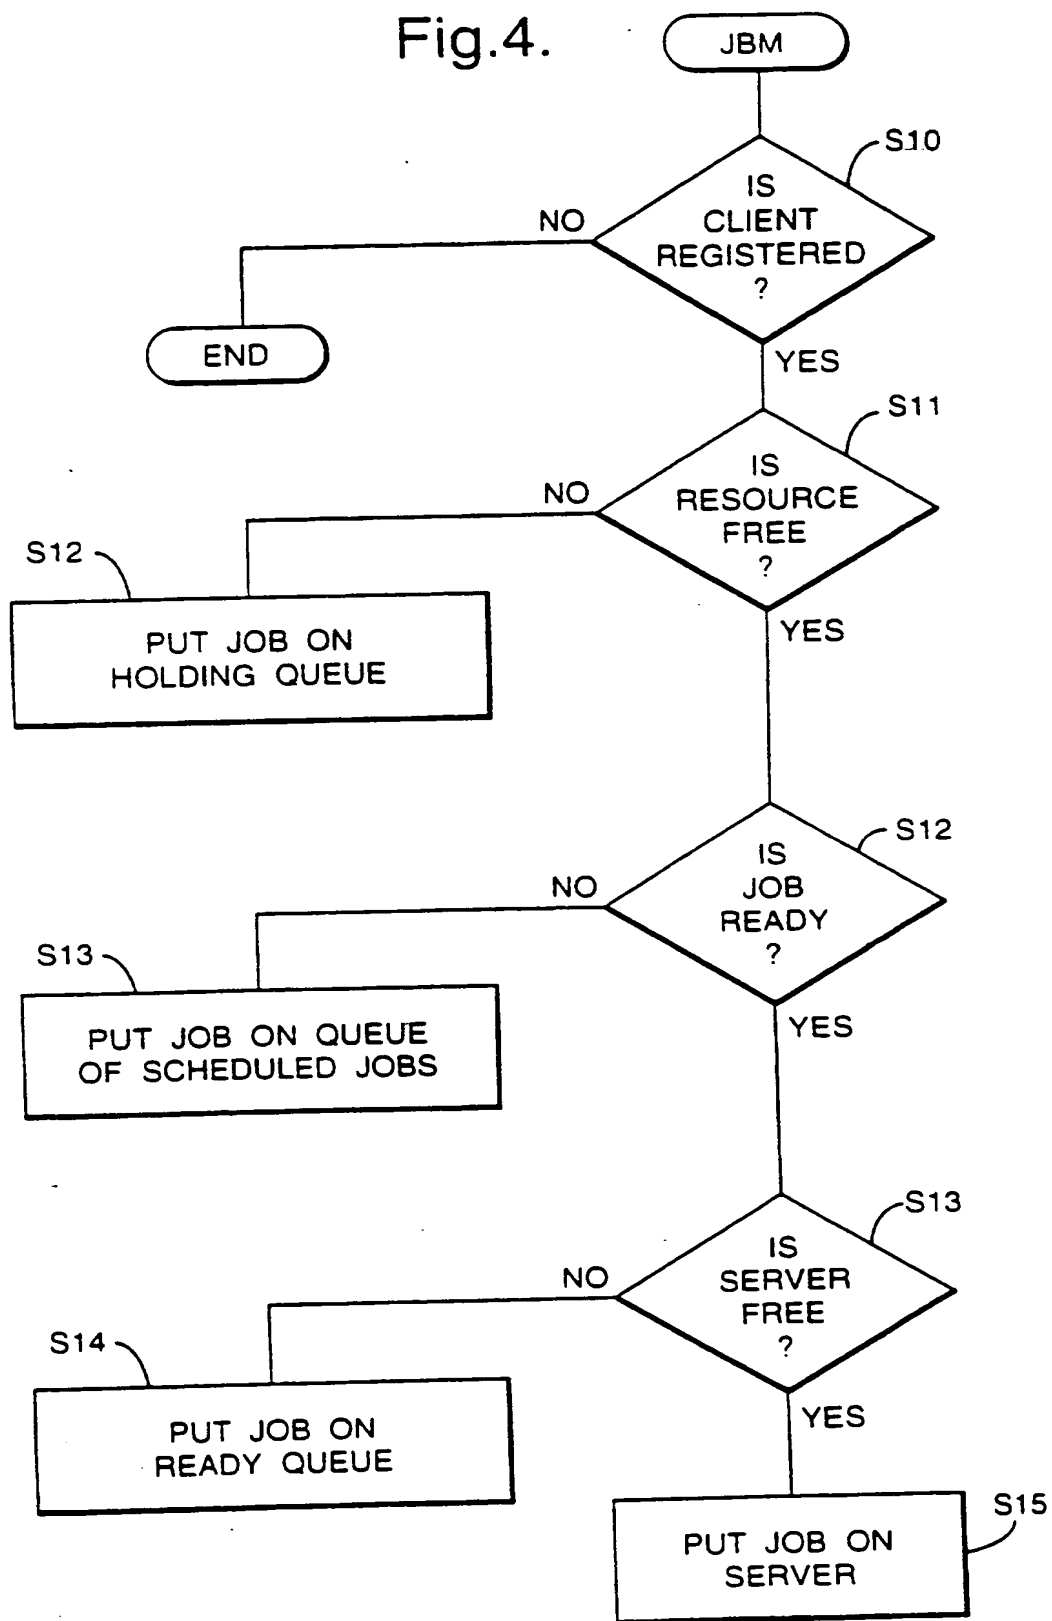 Fig.4.
JBM
S10
IS
CLIENT
REGISTERED
?
NO
END
YES
S11
IS
RESOURCE
FREE
?
NO
S12
PUT JOB ON
HOLDING QUEUE
YES
S12
IS
JOB
READY
?
NO
S13
PUT JOB ON QUEUE
OF SCHEDULED JOBS
YES
S13
IS
SERVER
FREE
?
NO
S14
PUT JOB ON
READY QUEUE
YES
S15
PUT JOB ON
SERVER